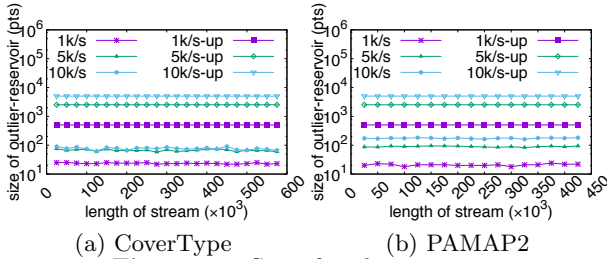 size of outlier-reservoir (pts)
10^6
10^5
10^4
10^3
10^2
10^1
1k/s
5k/s
10k/s
1k/s-up
5k/s-up
10k/s-up
0
100
200
300
400
500
600
length of stream (×10^3)
(a) CoverType
size of outlier-reservoir (pts)
10^6
10^5
10^4
10^3
10^2
10^1
1k/s
5k/s
10k/s
1k/s-up
5k/s-up
10k/s-up
0
50
100
150
200
250
300
350
400
450
length of stream (×10^3)
(b) PAMAP2